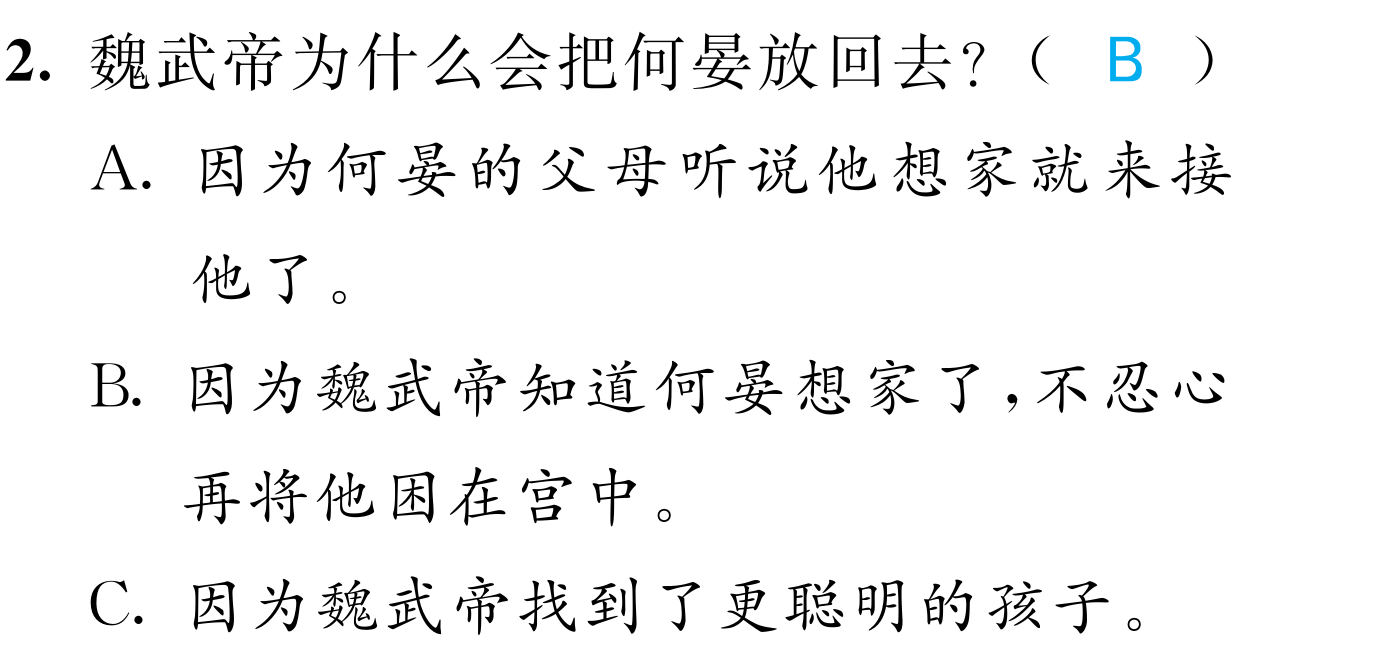 2. 魏武帝为什么会把何晏放回去?( B )
A. 因为何晏的父母听说他想家就来接
他了。
B. 因为魏武帝知道何晏想家了,不忍心
再将他困在宫中。
C. 因为魏武帝找到了更聪明的孩子。